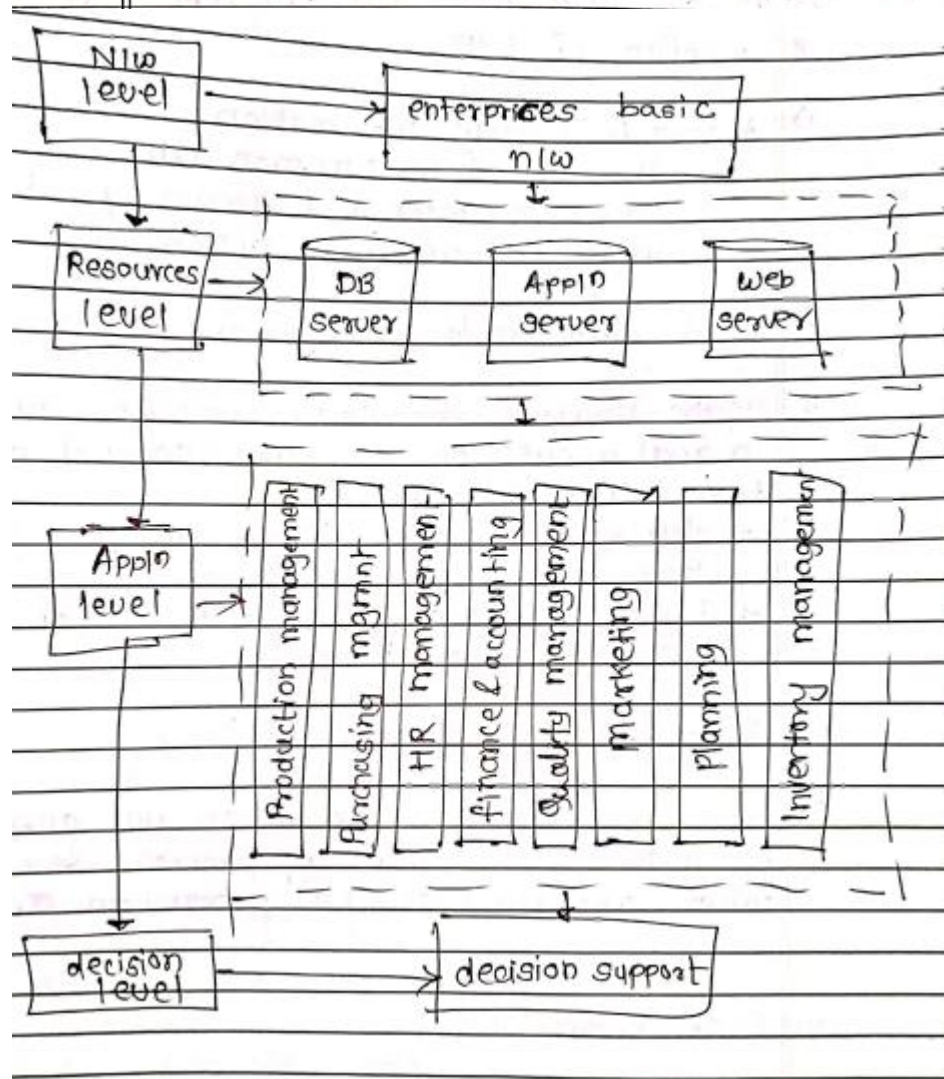 N/w
level
enterprices basic
n/w
Resources
level
DB
server
Appln
server
Web
server
Appln
level
Production management
Purchasing mgmnt
HR management
finance & accounting
Quality management
Marketing
Planning
Inventory management
decision
level
decision support